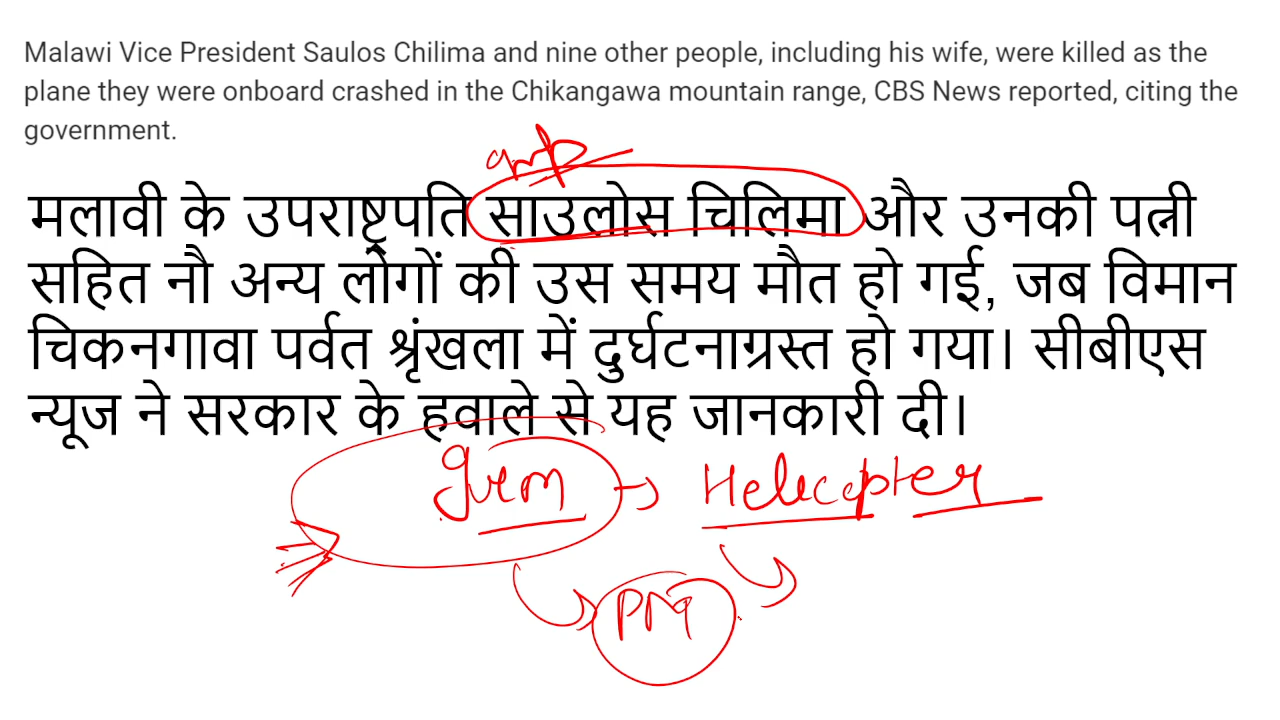 Malawi Vice President Saulos Chilima and nine other people, including his wife, were killed as the
plane they were onboard crashed in the Chikangawa mountain range, CBS News reported, citing the
government.
imp
मलावी के उपराष्ट्रपति साउलोस चिलिमा और उनकी पत्नी
सहित नौ अन्य लोगों की उस समय मौत हो गई, जब विमान
चिकनगावा पर्वत श्रृंखला में दुर्घटनाग्रस्त हो गया। सीबीएस
न्यूज ने सरकार के हवाले से यह जानकारी दी।
Helecopter